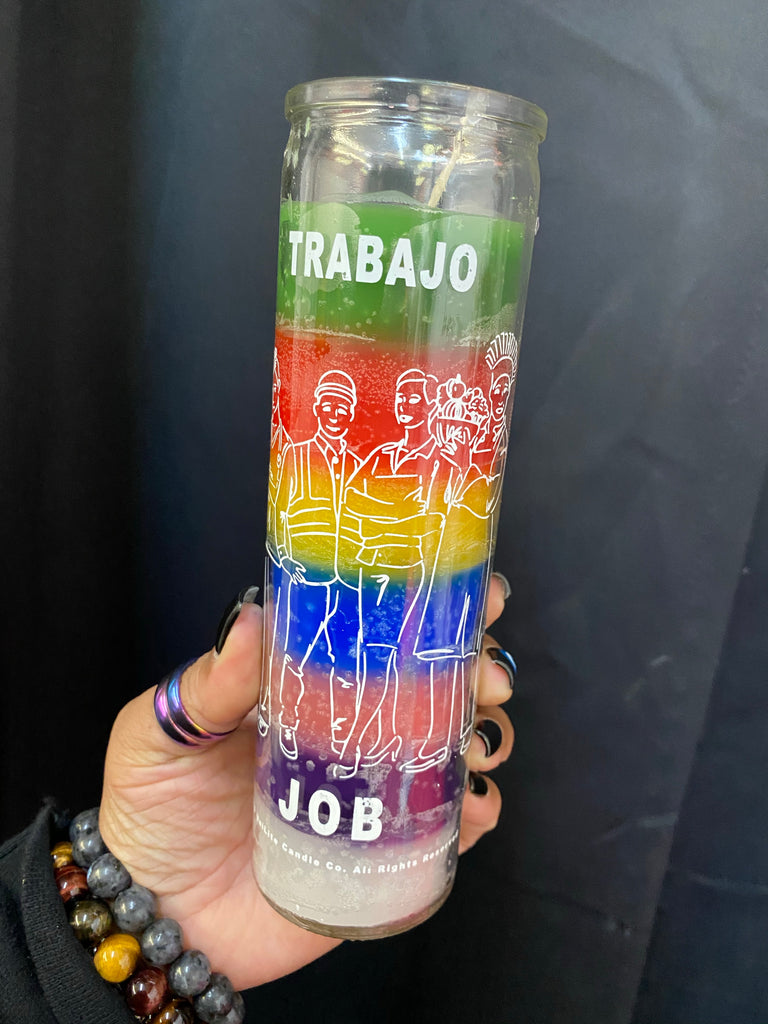 TRABAJO
JOB
Candle Co. All Rights Reserved